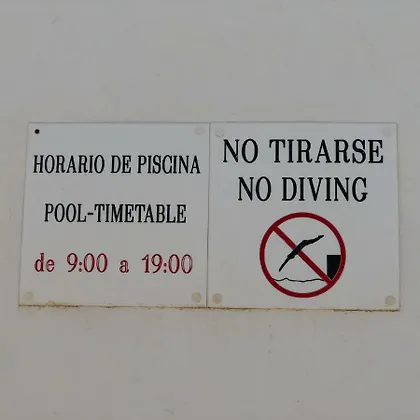 HORARIO DE PISCINA
POOL-TIMETABLE
de 9:00 a 19:00
NO TIRARSE
NO DIVING